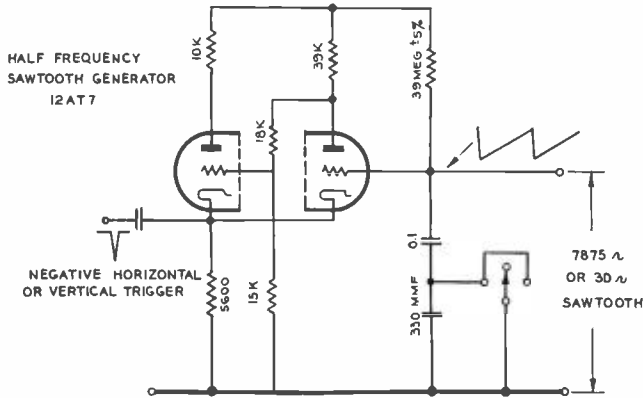 HALF FREQUENCY
SAWTOOTH GENERATOR
12AT7
10K
39K
39MEG ±5%
18K
NEGATIVE HORIZONTAL
OR VERTICAL TRIGGER
5600
15K
0.1
330 MMF
7875 ~
OR 30 ~
SAWTOOTH